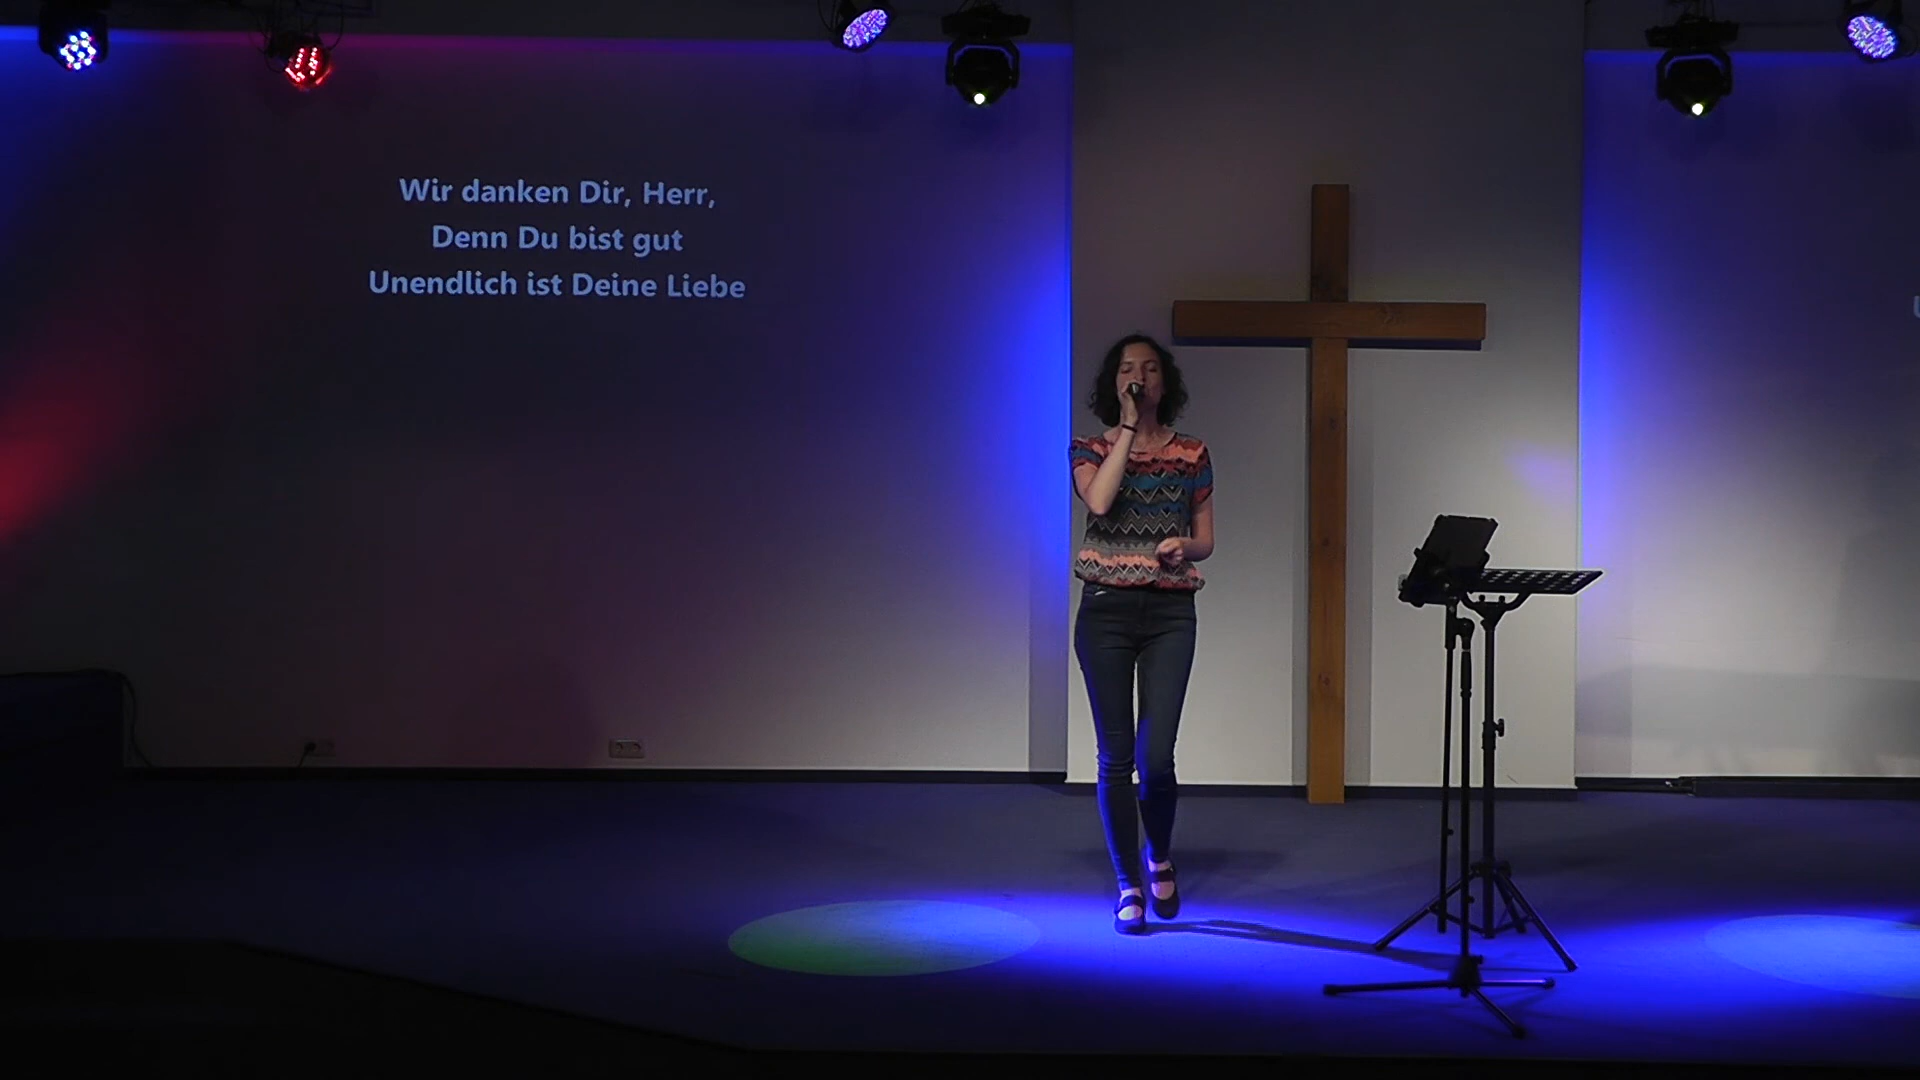 Wir danken Dir, Herr,
Denn Du bist gut
Unendlich ist Deine Liebe